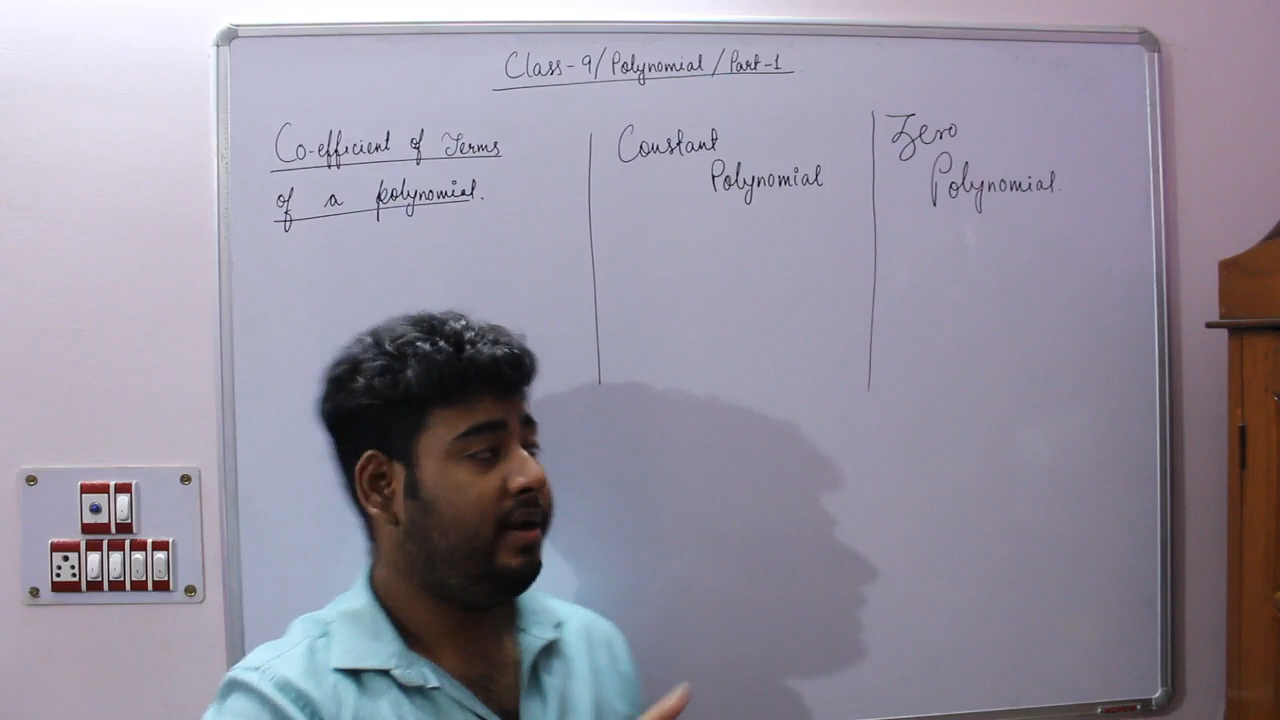 Class-9/Polynomial/Part-1
Co-efficient of Terms
of a polynomial.
Constant
Polynomial
Zero
Polynomial.